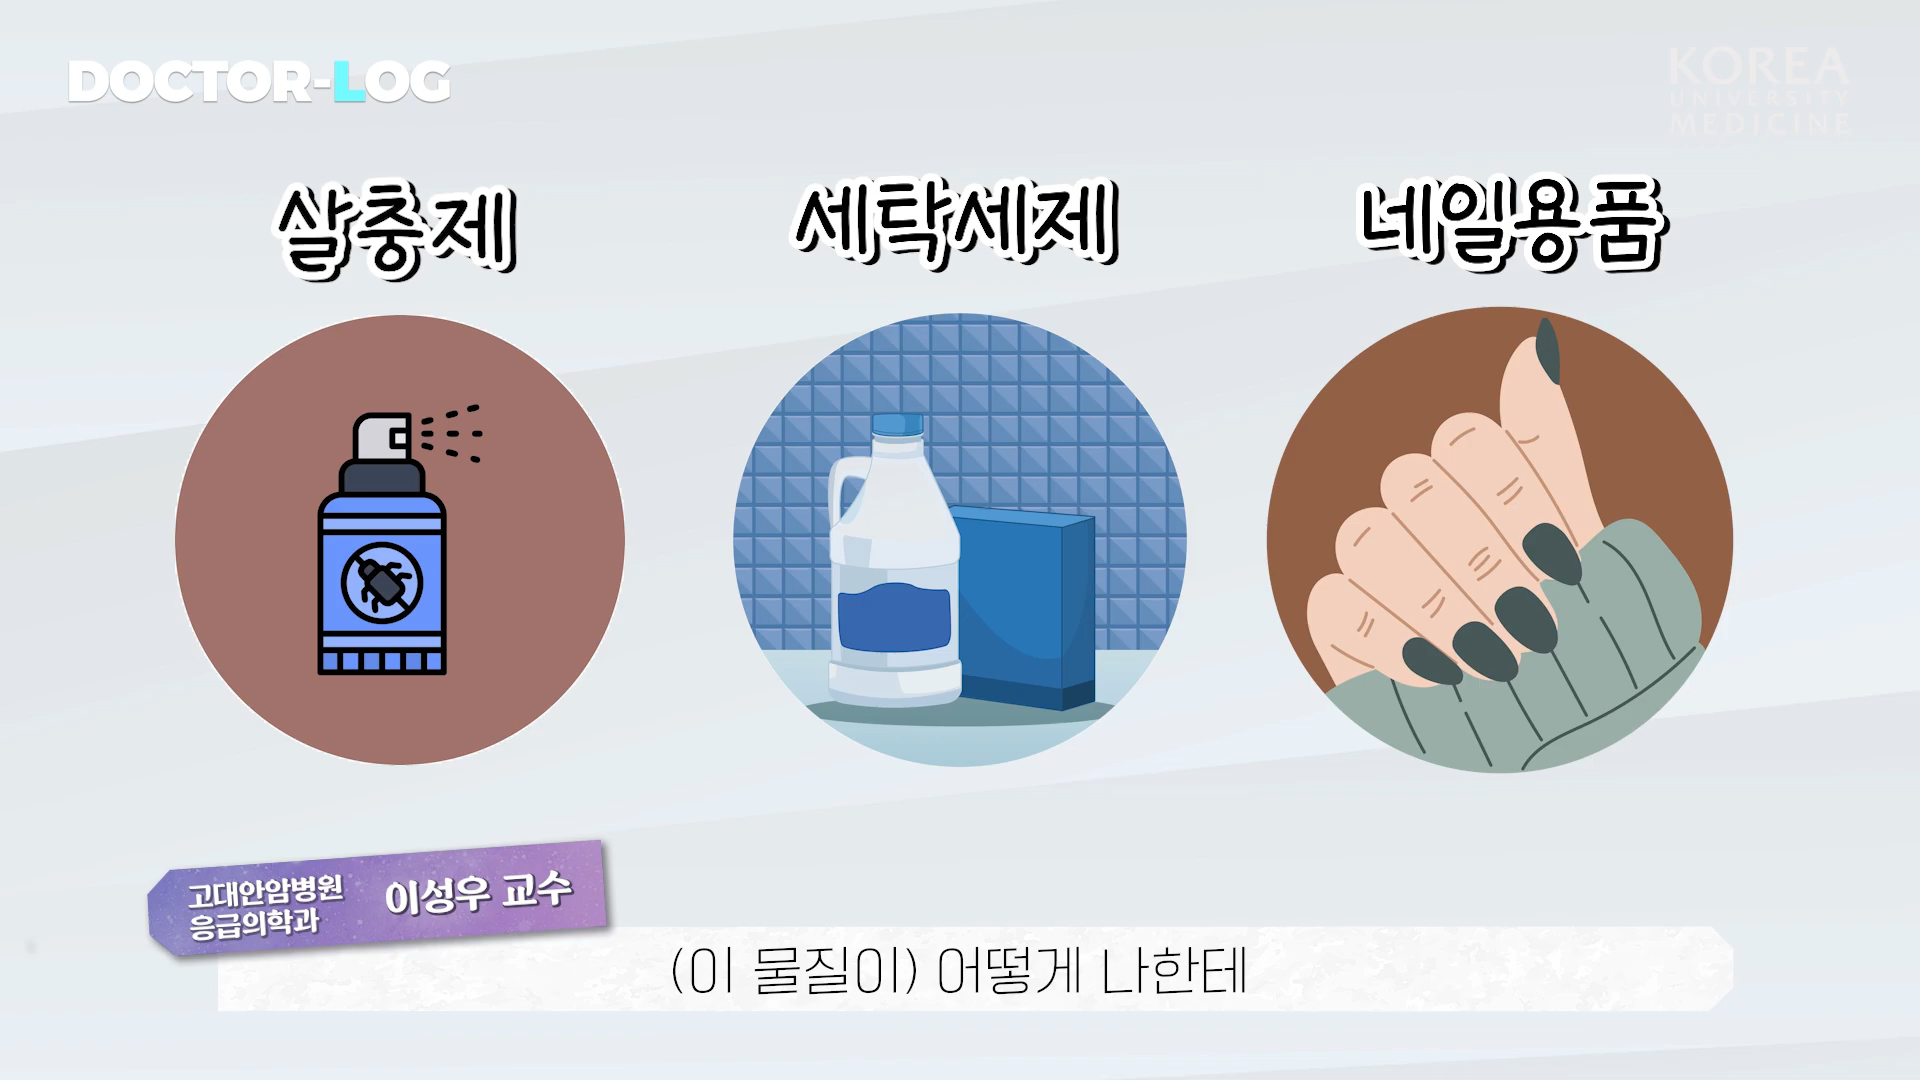 DOCTOR-LOG
KOREA
UNIVERSITY
MEDICINE
살충제
세탁세제
네일용품
고대안암병원
응급의학과
이성우 교수
(이 물질이) 어떻게 나한테